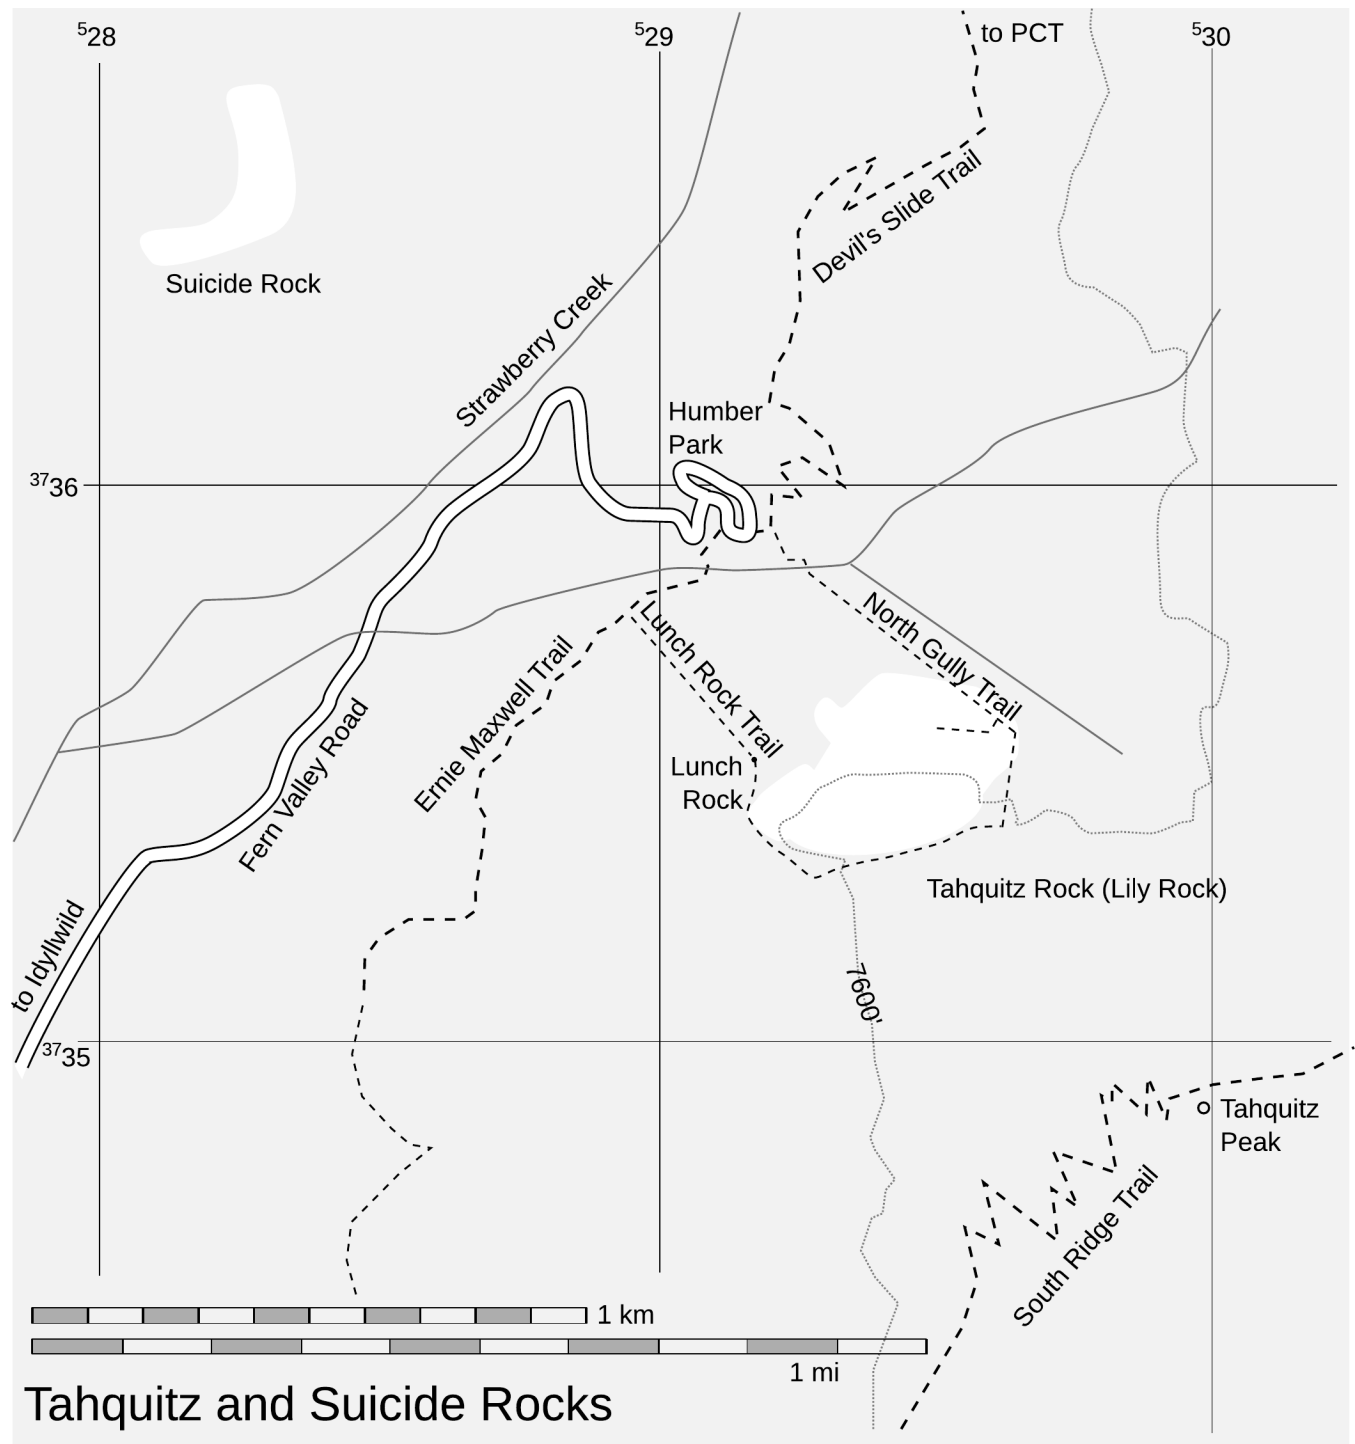 528
529
to PCT
530
Devil's Slide Trail
Suicide Rock
Strawberry Creek
Humber
Park
3736
North Gully Trail
Lunch Rock Trail
Ernie Maxwell Trail
Fern Valley Road
Lunch
Rock
Tahquitz Rock (Lily Rock)
to Idyllwild
7600'
3735
Tahquitz
Peak
South Ridge Trail
1 km
1 mi
Tahquitz and Suicide Rocks